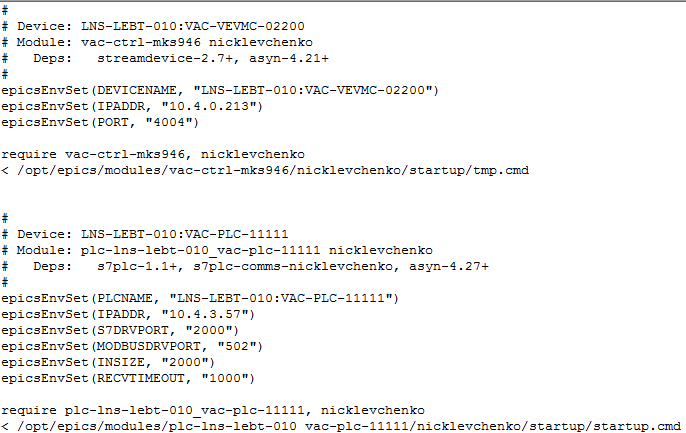 #
# Device: LNS-LEBT-010:VAC-VEVMC-02200
# Module: vac-ctrl-mks946 nicklevchenko
#   Deps:   streamdevice-2.7+, asyn-4.21+
#
epicsEnvSet(DEVICENAME, "LNS-LEBT-010:VAC-VEVMC-02200")
epicsEnvSet(IPADDR, "10.4.0.213")
epicsEnvSet(PORT, "4004")

require vac-ctrl-mks946, nicklevchenko
< /opt/epics/modules/vac-ctrl-mks946/nicklevchenko/startup/tmp.cmd

#
# Device: LNS-LEBT-010:VAC-PLC-11111
# Module: plc-lns-lebt-010_vac-plc-11111 nicklevchenko
#   Deps:   s7plc-1.1+, s7plc-comms-nicklevchenko, asyn-4.27+
#
epicsEnvSet(PLCNAME, "LNS-LEBT-010:VAC-PLC-11111")
epicsEnvSet(IPADDR, "10.4.3.57")
epicsEnvSet(S7DRVPORT, "2000")
epicsEnvSet(MODBUSDRVPORT, "502")
epicsEnvSet(INSIZE, "2000")
epicsEnvSet(RECVTIMEOUT, "1000")

require plc-lns-lebt-010_vac-plc-11111, nicklevchenko
< /opt/epics/modules/plc-lns-lebt-010 vac-plc-11111/nicklevchenko/startup/startup.cmd